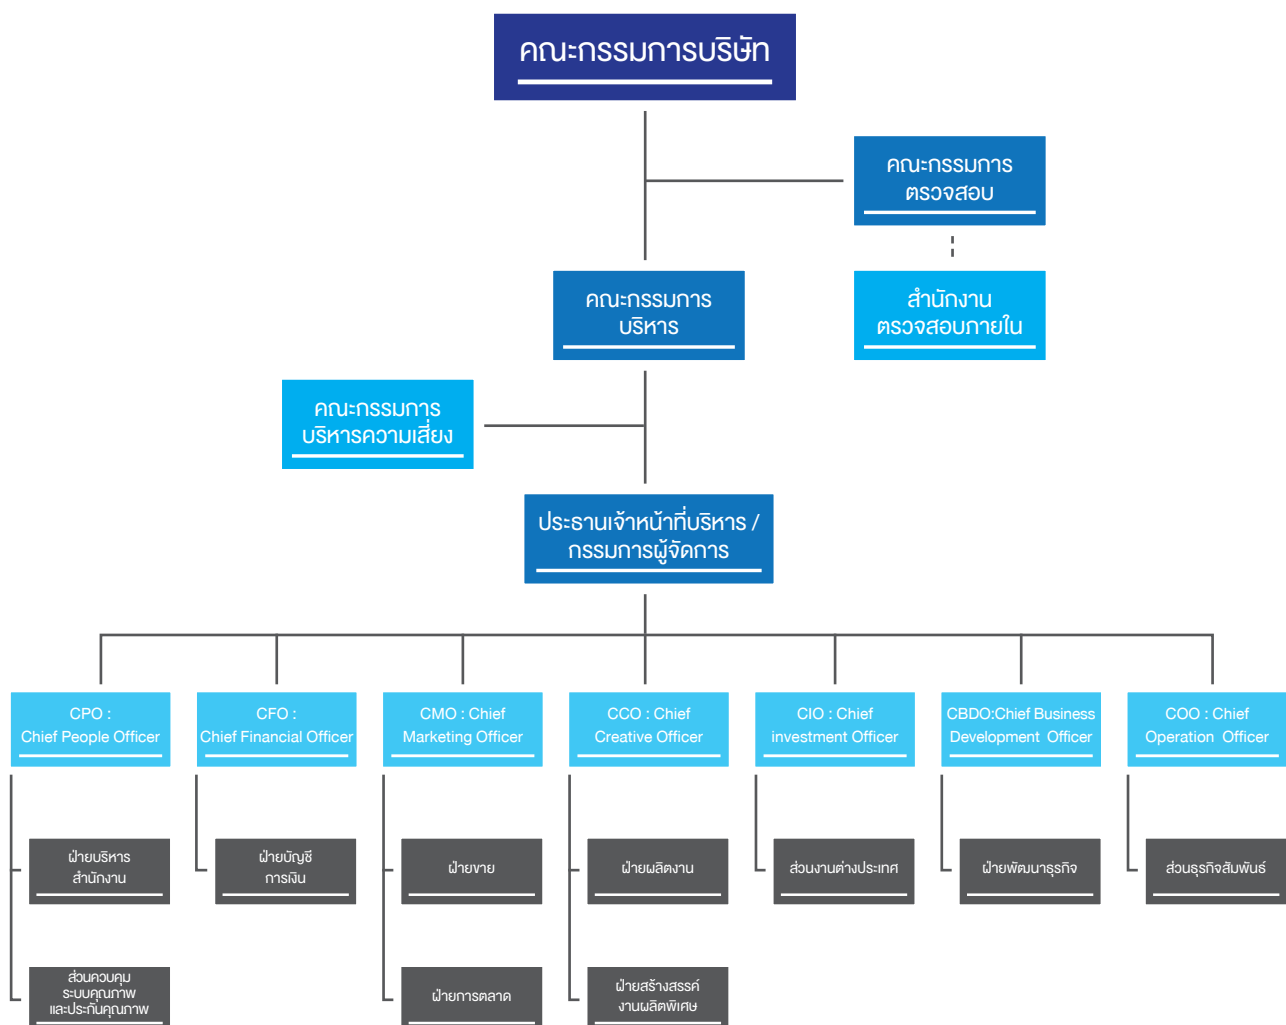 คณะกรรมการบริษัท
คณะกรรมการ
ตรวจสอบ
คณะกรรมการ
บริหาร
สำนักงาน
ตรวจสอบภายใน
คณะกรรมการ
บริหารความเสี่ยง
ประธานเจ้าหน้าที่บริหาร /
กรรมการผู้จัดการ
CPO :
Chief People Officer
CFO :
Chief Financial Officer
CMO : Chief
Marketing Officer
CCO : Chief
Creative Officer
CIO : Chief
investment Officer
CBDO:Chief Business
Development Officer
COO : Chief
Operation Officer
ฝ่ายบริหาร
สำนักงาน
ฝ่ายบัญชี
การเงิน
ฝ่ายขาย
ฝ่ายผลิตงาน
ส่วนงานต่างประเทศ
ฝ่ายพัฒนาธุรกิจ
ส่วนธุรกิจสัมพันธ์
ส่วนควบคุม
ระบบคุณภาพ
และประกันคุณภาพ
ฝ่ายการตลาด
ฝ่ายสร้างสรรค์
งานผลิตพิเศษ